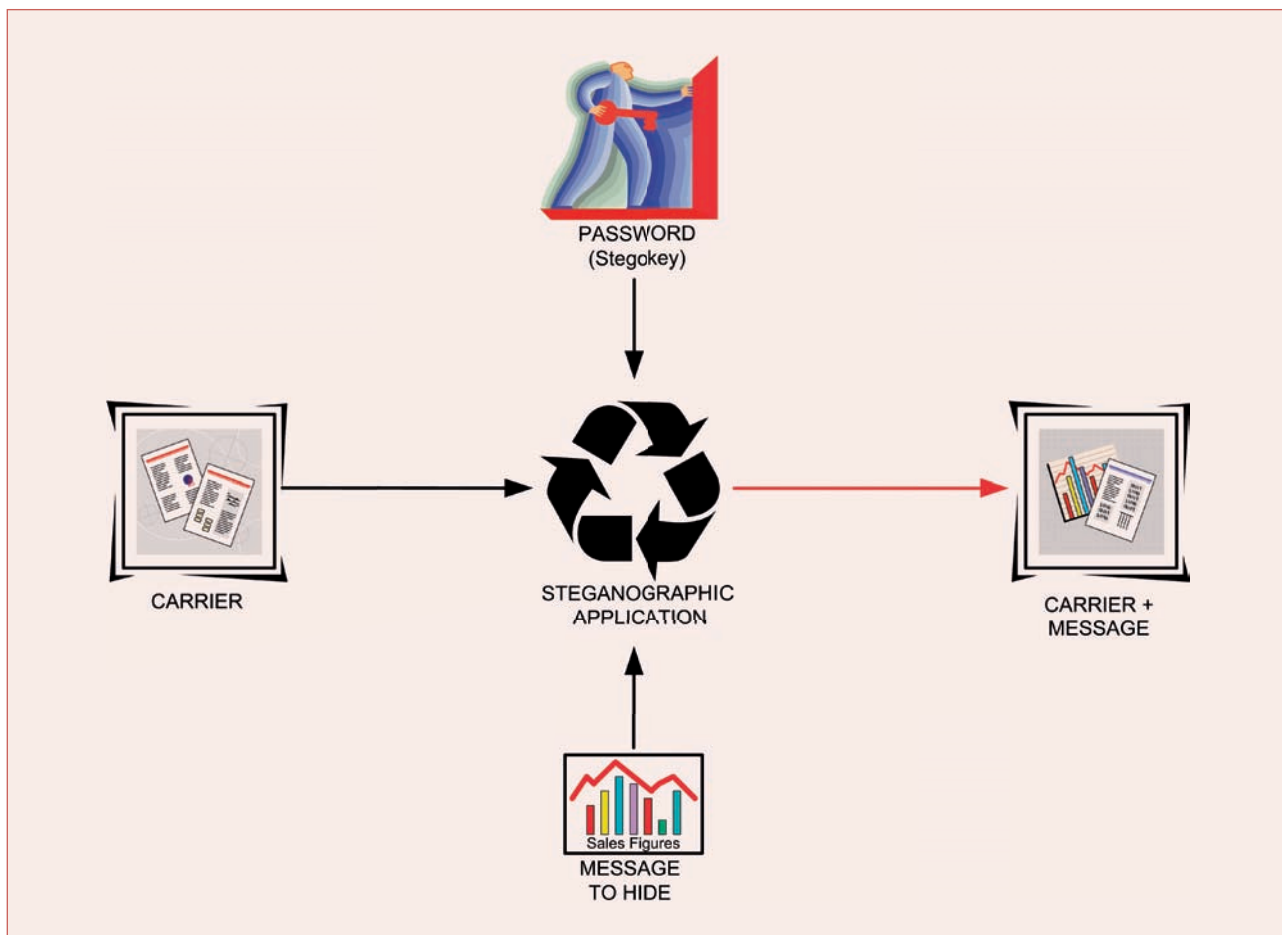 PASSWORD
(Stegokey)
CARRIER
STEGANOGRAPHIC
APPLICATION
CARRIER +
MESSAGE
Sales Figures
MESSAGE
TO HIDE